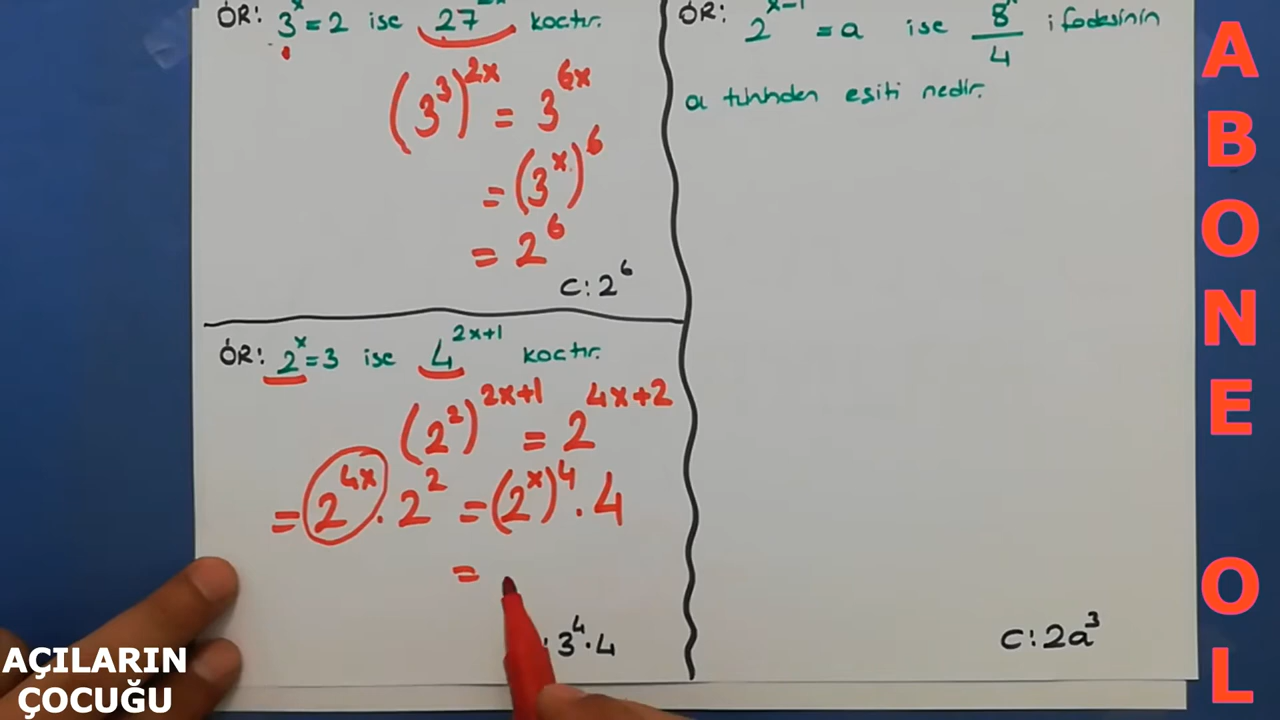 ÖR: 3^x = 2 ise 27^2x kaçtır.
(3^3)^2x = 3^6x
= (3^x)^6
= 2^6
C: 2^6
ÖR: 2^x = 3 ise 4^2x+1 kaçtır.
(2^2)^2x+1 = 2^4x+2
= 2^4x . 2^2 = (2^x)^4 . 4
=
: 3^4 . 4
ÖR: 2^x-1 = a ise 8^x/4 ifadesinin
a türünden eşiti nedir.
C: 2a^3
ABONE
OL
AÇILARIN
ÇOCUĞU